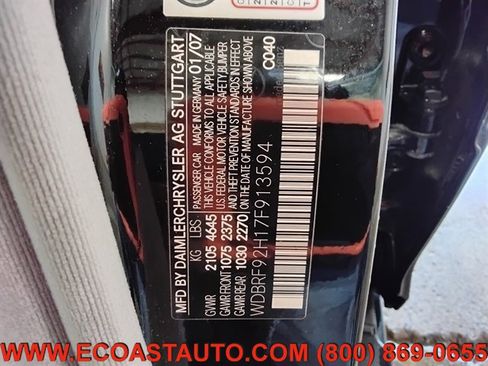 MFD BY DAIMLERCHRYSLER AG STUTTGART
PASSENGER CAR MADE IN GERMANY 01/07
KG LBS THIS VEHICLE CONFORMS TO ALL APPLICABLE
GVWR 2105 4645 US FEDERAL MOTOR VEHICLE SAFETY, BUMPER
GAWR FRONT 1075 2375 AND THEFT PREVENTION STANDARDS IN EFFECT
GAWR REAR 1030 2270 ON THE DATE OF MANUFACTURE SHOWN ABOVE
WDBRF92H17F913594 C040
WWW.ECOASTAUTO.COM (800) 869-0655